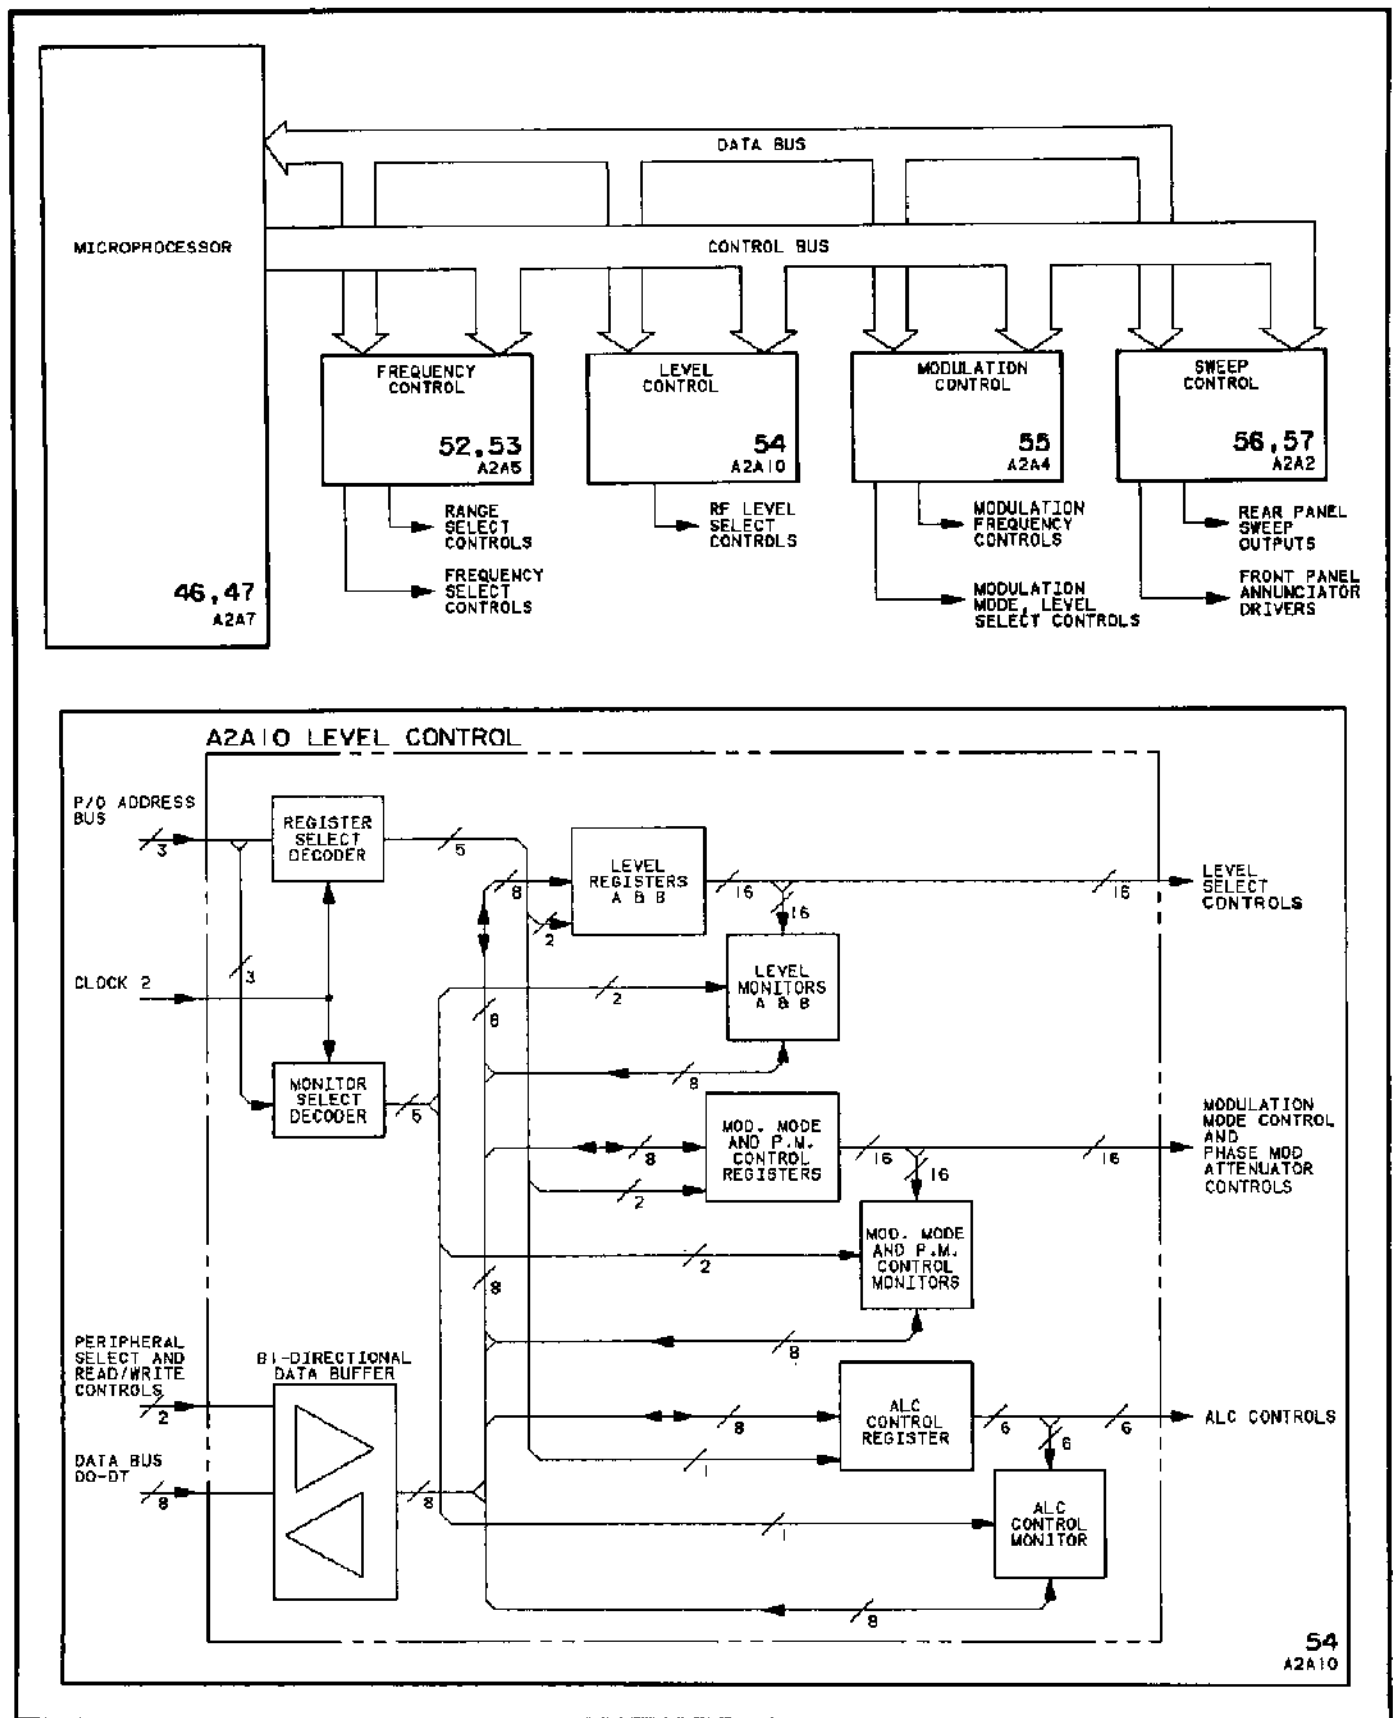 DATA BUS
MICROPROCESSOR
CONTROL BUS
FREQUENCY
CONTROL
52,53
A2A5
LEVEL
CONTROL
54
A2A10
MODULATION
CONTROL
55
A2A4
SWEEP
CONTROL
56,57
A2A2
RANGE
SELECT
CONTROLS
FREQUENCY
SELECT
CONTROLS
RF LEVEL
SELECT
CONTROLS
MODULATION
FREQUENCY
CONTROLS
MODULATION
MODE, LEVEL
SELECT CONTROLS
REAR PANEL
SWEEP
OUTPUTS
FRONT PANEL
ANNUNCIATOR
DRIVERS
46,47
A2A7
A2A10 LEVEL CONTROL
P/O ADDRESS
BUS
3
REGISTER
SELECT
DECODER
5
8
2
LEVEL
REGISTERS
A & B
16
16
16
LEVEL
SELECT
CONTROLS
3
CLOCK 2
2
8
LEVEL
MONITORS
A & B
8
MONITOR
SELECT
DECODER
5
8
2
MOD. MODE
AND P.M.
CONTROL
REGISTERS
16
16
16
MODULATION
MODE CONTROL
AND
PHASE MOD
ATTENUATOR
CONTROLS
2
8
MOD. MODE
AND P.M.
CONTROL
MONITORS
8
PERIPHERAL
SELECT AND
READ/WRITE
CONTROLS
2
BI-DIRECTIONAL
DATA BUFFER
DATA BUS
DO-D7
8
8
8
1
ALC
CONTROL
REGISTER
6
6
6
ALC CONTROLS
1
ALC
CONTROL
MONITOR
8
54
A2A10